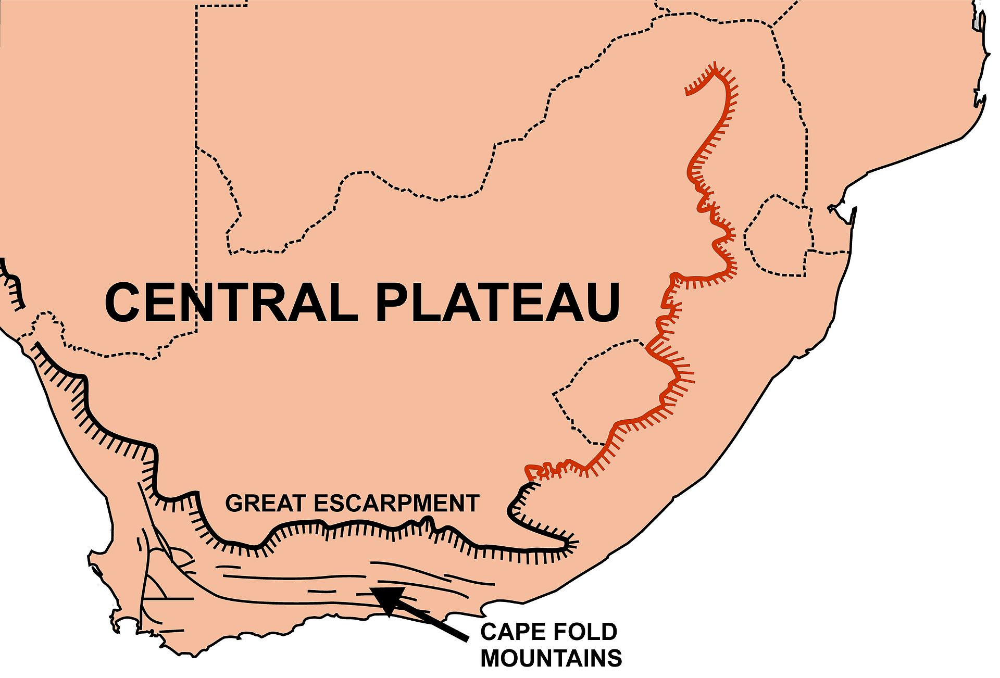 CENTRAL PLATEAU
GREAT ESCARPMENT
CAPE FOLD
MOUNTAINS